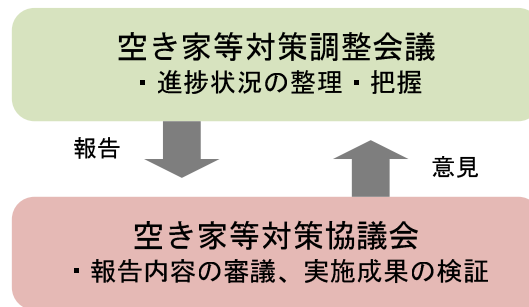 空き家等対策調整会議
・進捗状況の整理・把握
報告
意見
空き家等対策協議会
・報告内容の審議、実施成果の検証